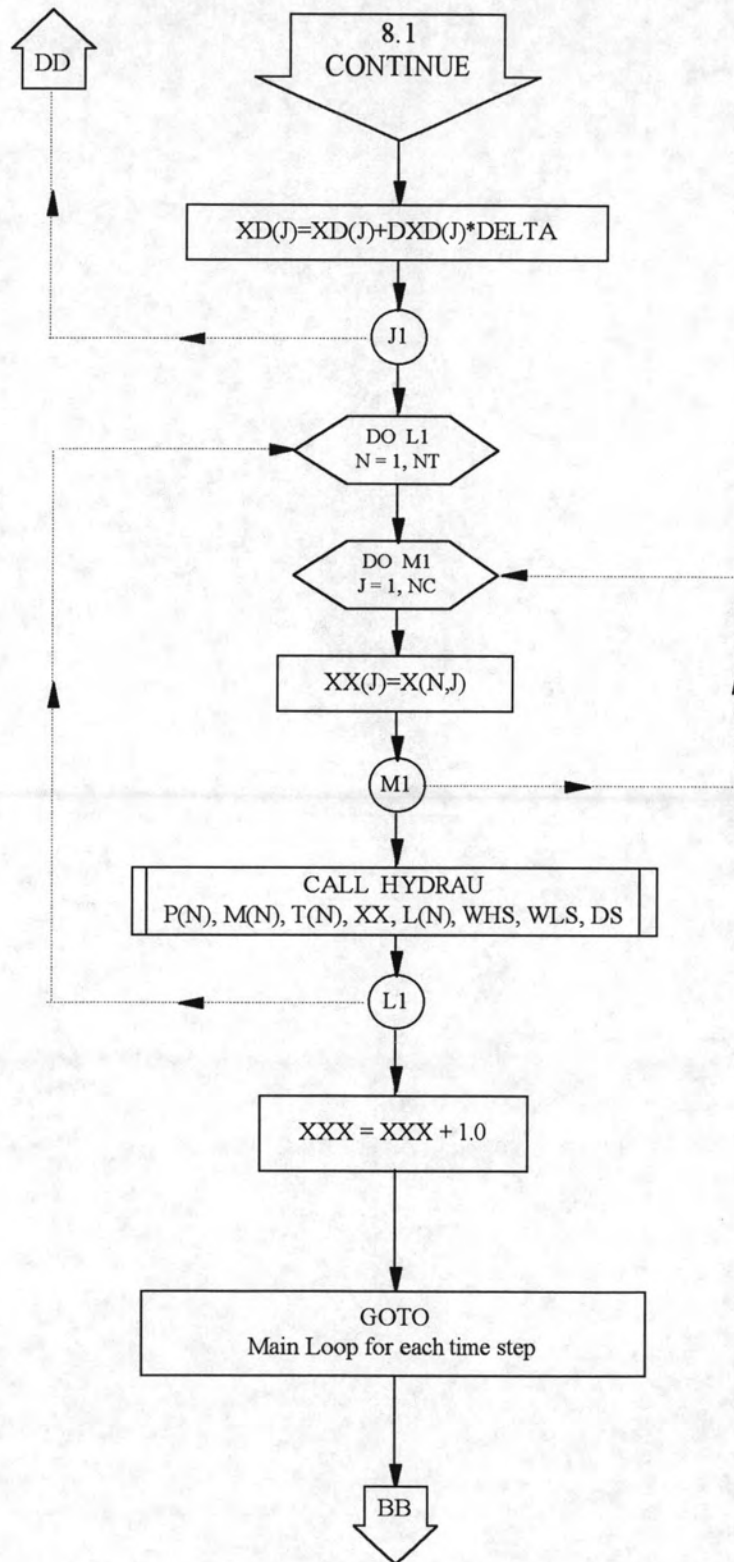 DD
8.1
CONTINUE
XD(J)=XD(J)+DXD(J)*DELTA
J1
DO L1
N = 1, NT
DO M1
J = 1, NC
XX(J)=X(N,J)
M1
CALL HYDRAU
P(N), M(N), T(N), XX, L(N), WHS, WLS, DS
L1
XXX = XXX + 1.0
GOTO
Main Loop for each time step
BB